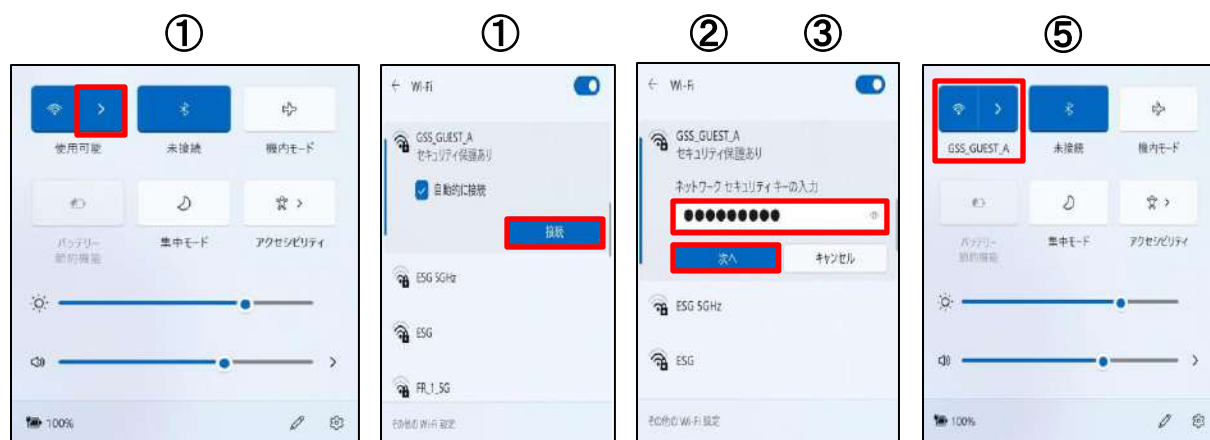 ①
①
②
③
⑤
使用可能
未接続
機内モード
バッテリー
節約機能
集中モード
アクセシビリティ
100%
← Wi-Fi
GSS_GUEST_A
セキュリティ保護あり
自動的に接続
接続
ESG 5GHz
ESG
FR_1_5G
その他の Wi-Fi 設定
← Wi-Fi
GSS_GUEST_A
セキュリティ保護あり
ネットワーク セキュリティ キーの入力
●●●●●●●●●
次へ
キャンセル
ESG 5GHz
ESG
その他の Wi-Fi 設定
GSS_GUEST_A
未接続
機内モード
バッテリー
節約機能
集中モード
アクセシビリティ
100%